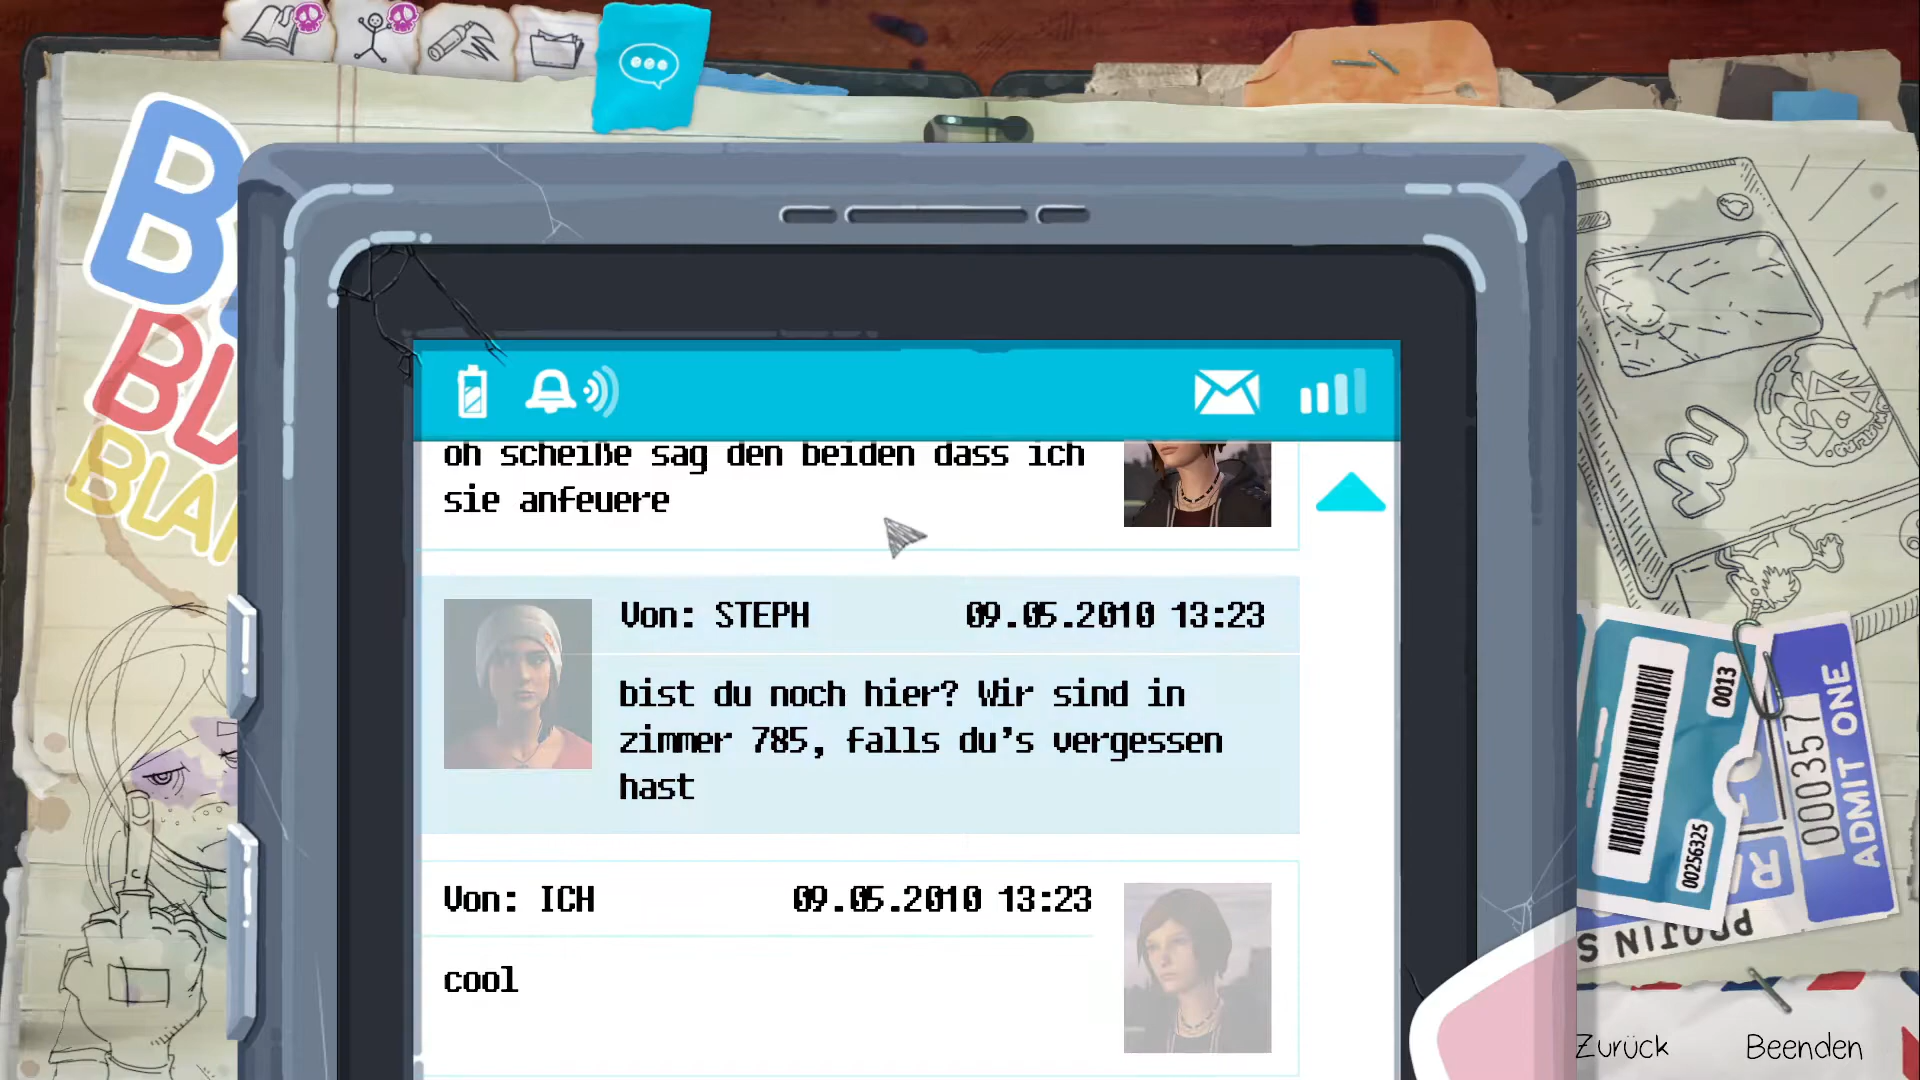 oh scheiße sag den beiden dass ich
sie anfeuere
Von: STEPH 09.05.2010 13:23
bist du noch hier? Wir sind in
zimmer 785, falls du's vergessen
hast
Von: ICH 09.05.2010 13:23
cool
0013
00256325
000357
ADMIT ONE
Zurück
Beenden